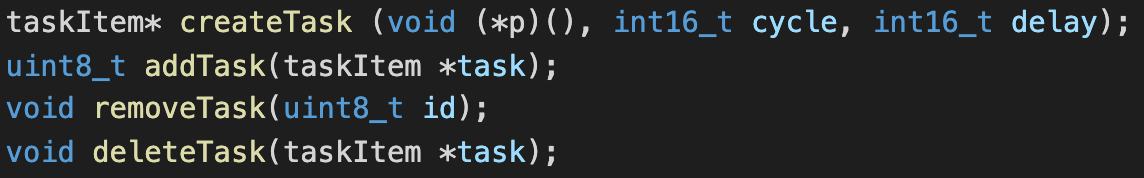 taskItem* createTask (void (*p)(), int16_t cycle, int16_t delay);
uint8_t addTask(taskItem *task);
void removeTask(uint8_t id);
void deleteTask(taskItem *task);